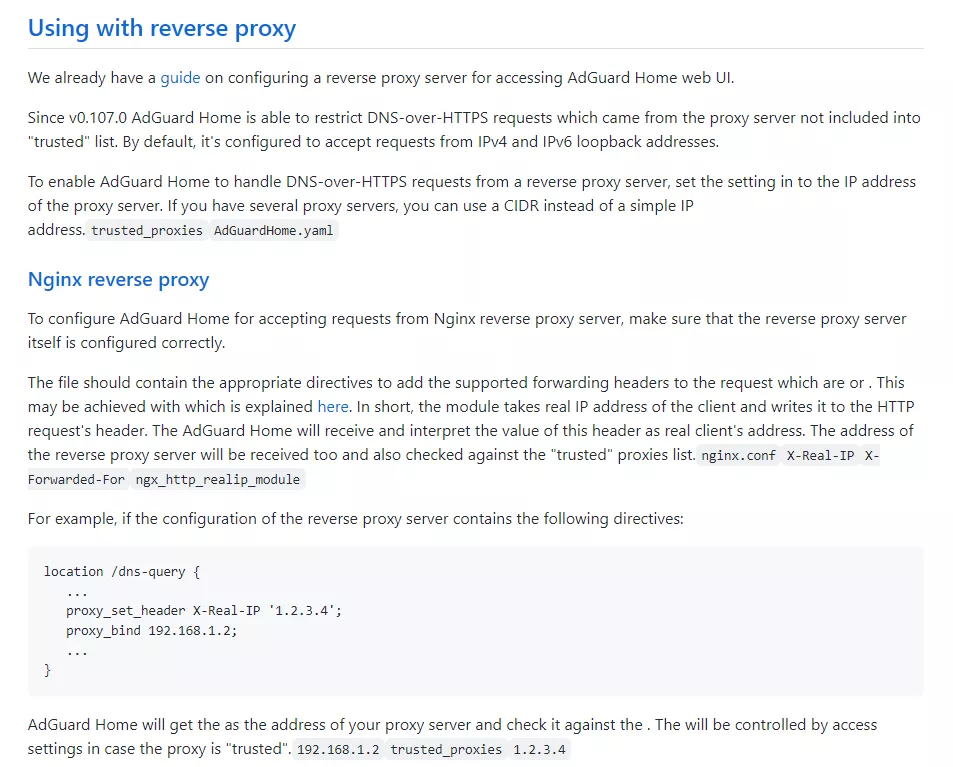 Using with reverse proxy
We already have a guide on configuring a reverse proxy server for accessing AdGuard Home web UI.
Since v0.107.0 AdGuard Home is able to restrict DNS-over-HTTPS requests which came from the proxy server not included into
"trusted" list. By default, it's configured to accept requests from IPv4 and IPv6 loopback addresses.
To enable AdGuard Home to handle DNS-over-HTTPS requests from a reverse proxy server, set the setting in to the IP address
of the proxy server. If you have several proxy servers, you can use a CIDR instead of a simple IP
address. trusted_proxies AdGuardHome.yaml
Nginx reverse proxy
To configure AdGuard Home for accepting requests from Nginx reverse proxy server, make sure that the reverse proxy server
itself is configured correctly.
The file should contain the appropriate directives to add the supported forwarding headers to the request which are or . This
may be achieved with which is explained here. In short, the module takes real IP address of the client and writes it to the HTTP
request's header. The AdGuard Home will receive and interpret the value of this header as real client's address. The address of
the reverse proxy server will be received too and also checked against the "trusted" proxies list. nginx.conf X-Real-IP X-
Forwarded-For ngx_http_realip_module
For example, if the configuration of the reverse proxy server contains the following directives:
location /dns-query {
...
proxy_set_header X-Real-IP '1.2.3.4';
proxy_bind 192.168.1.2;
...
}
AdGuard Home will get the as the address of your proxy server and check it against the . The will be controlled by access
settings in case the proxy is "trusted". 192.168.1.2 trusted_proxies 1.2.3.4